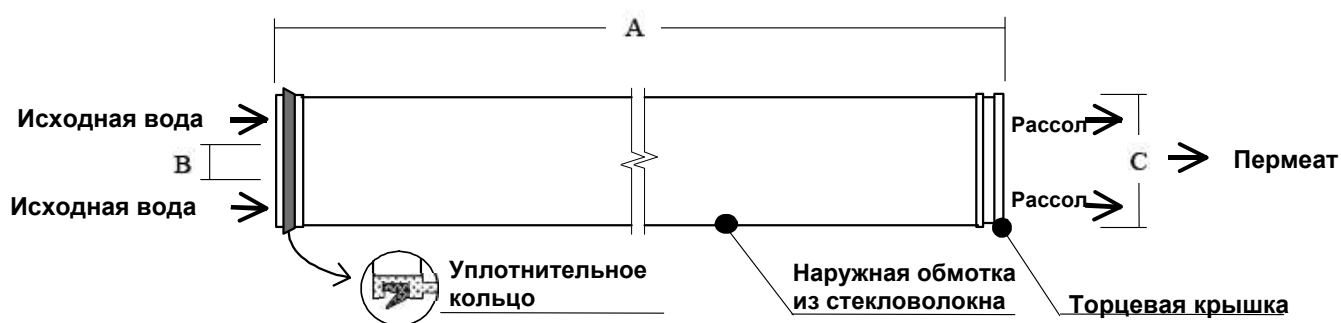 A
Исходная вода
Рассол
B
C
Пермеат
Исходная вода
Рассол
Уплотнительное
кольцо
Наружная обмотка
из стекловолокна
Торцевая крышка